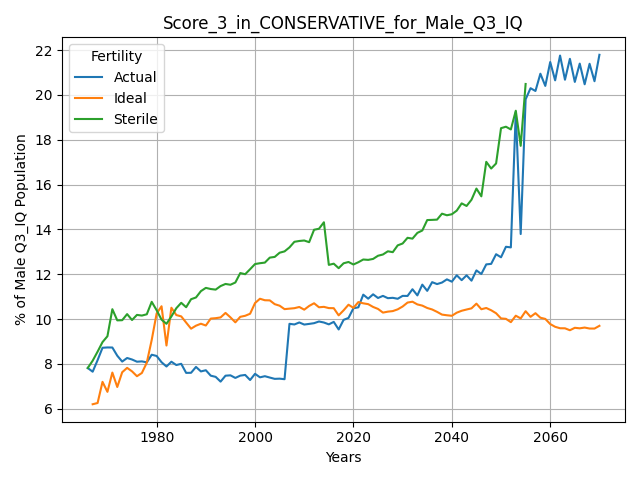 Score_3_in_CONSERVATIVE_for_Male_Q3_IQ
Fertility
Actual
Ideal
Sterile
% of Male Q3_IQ Population
22
20
18
16
14
12
10
8
6
1980
2000
2020
2040
2060
Years